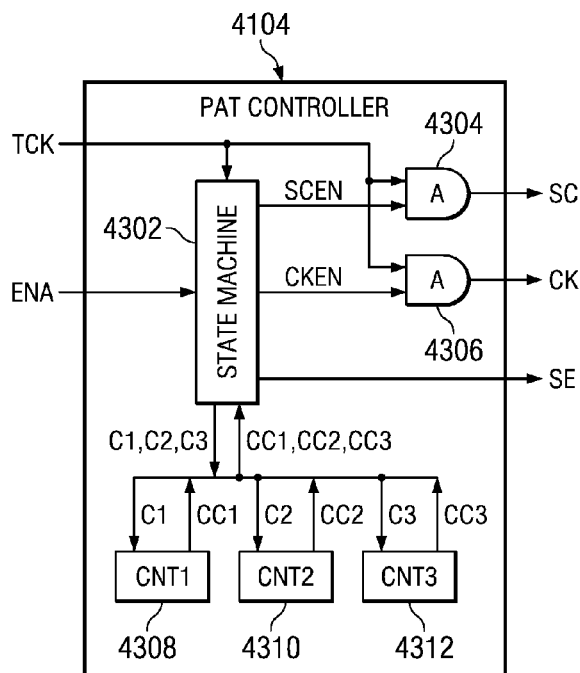 4104
PAT CONTROLLER
4304
TCK
SCEN
A
SC
4302
STATE MACHINE
CKEN
A
CK
ENA
4306
SE
C1,C2,C3
CC1,CC2,CC3
C1
CC1
C2
CC2
C3
CC3
CNT1
CNT2
CNT3
4308
4310
4312